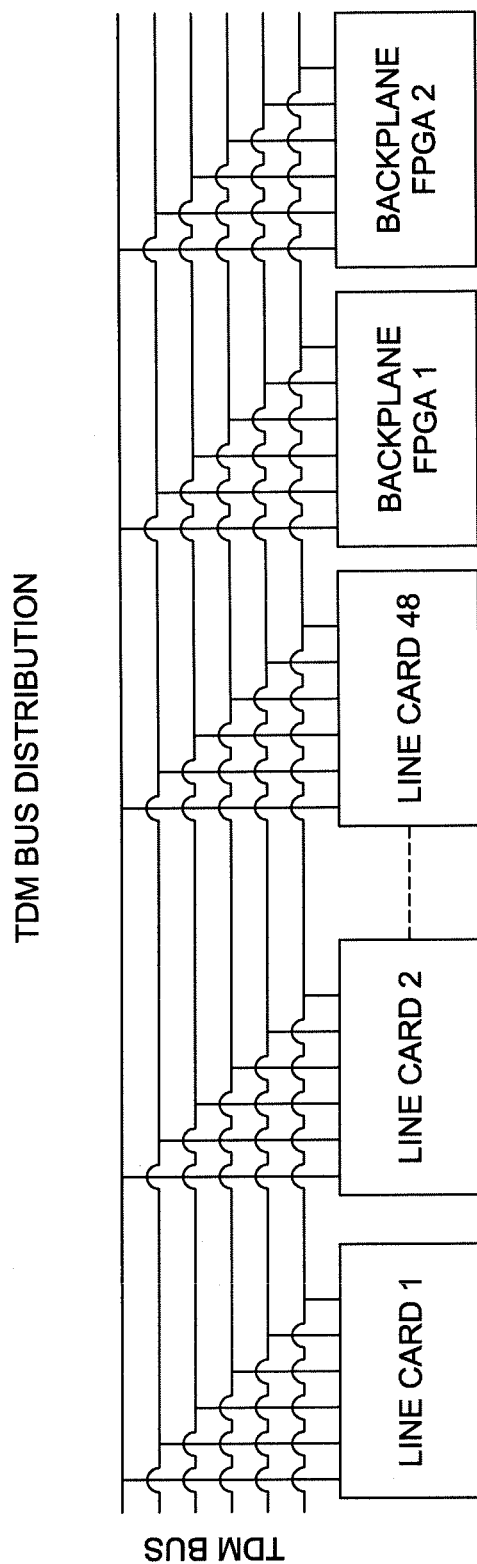 TDM BUS DISTRIBUTION
TDM BUS
LINE CARD 1
LINE CARD 2
LINE CARD 48
BACKPLANE
FPGA 1
BACKPLANE
FPGA 2